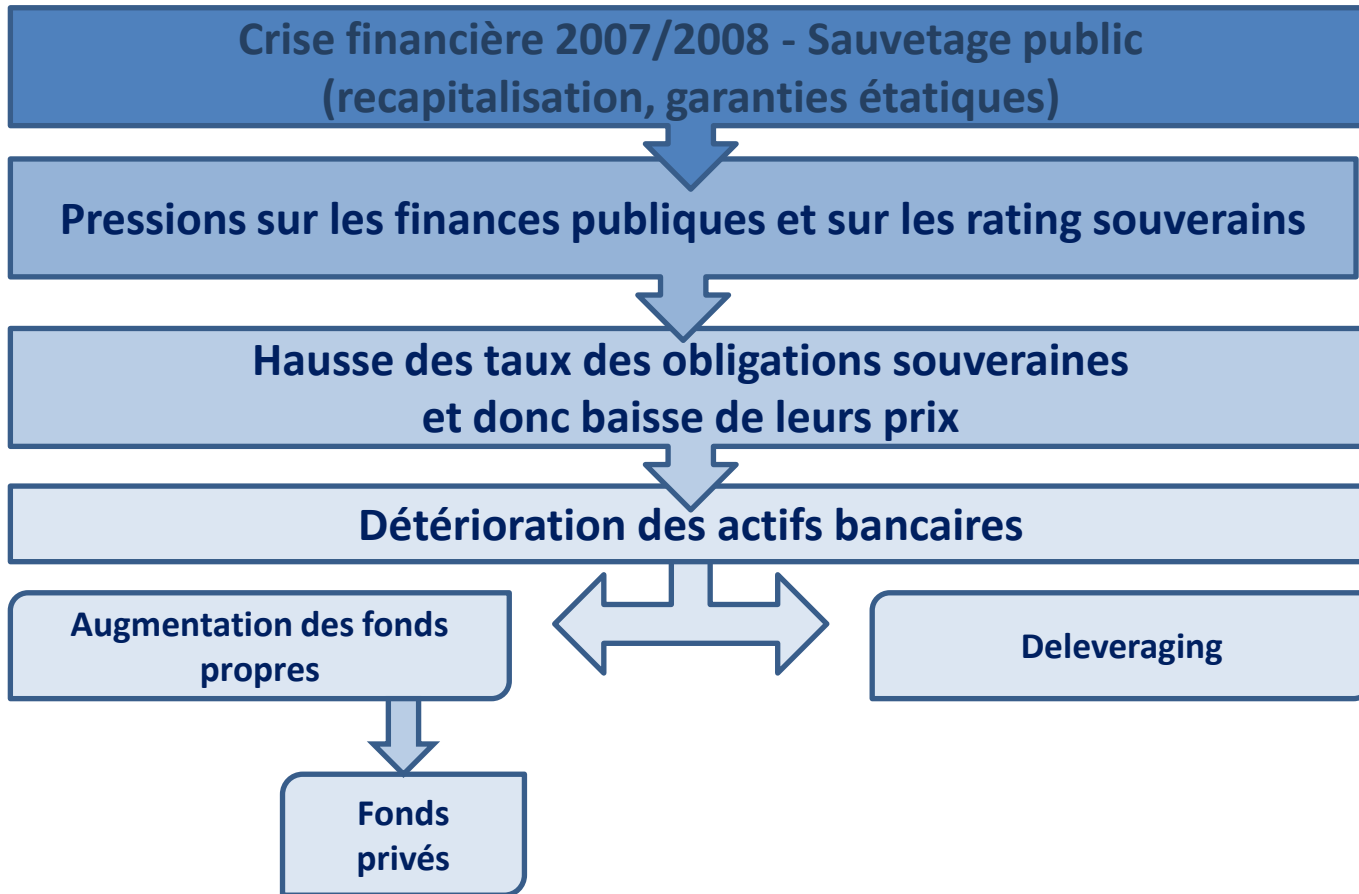 Crise financière 2007/2008 - Sauvetage public
(recapitalisation, garanties étatiques)
Pressions sur les finances publiques et sur les rating souverains
Hausse des taux des obligations souveraines
et donc baisse de leurs prix
Détérioration des actifs bancaires
Augmentation des fonds
propres
Deleveraging
Fonds
privés